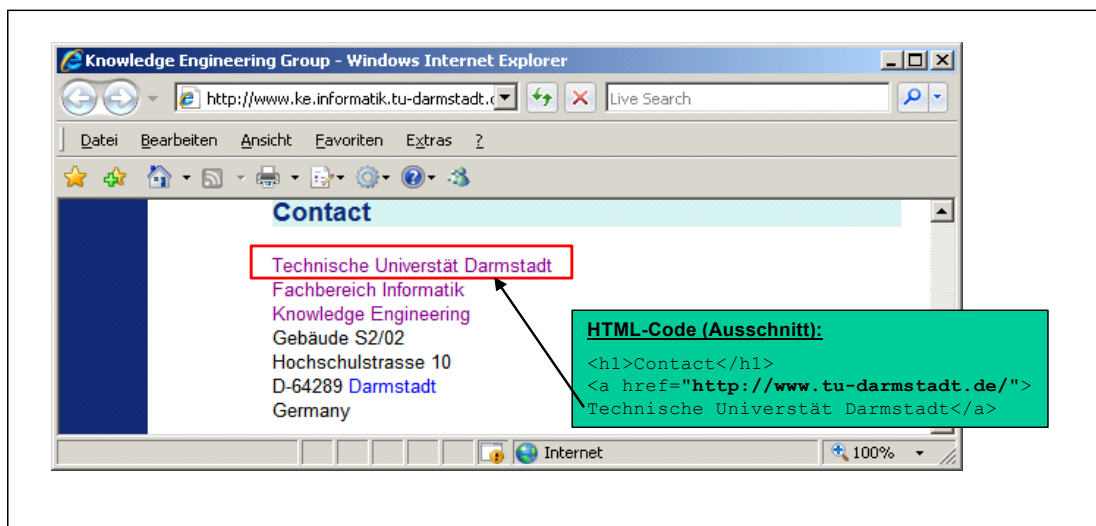 Knowledge Engineering Group - Windows Internet Explorer
http://www.ke.informatik.tu-darmstadt.
Live Search
Datei Bearbeiten Ansicht Favoriten Extras ?
Contact
Technische Universtät Darmstadt
Fachbereich Informatik
Knowledge Engineering
Gebäude S2/02
Hochschulstrasse 10
D-64289 Darmstadt
Germany
HTML-Code (Ausschnitt):
<h1>Contact</h1>
<a href="http://www.tu-darmstadt.de/">
Technische Universtät Darmstadt</a>
Internet
100%